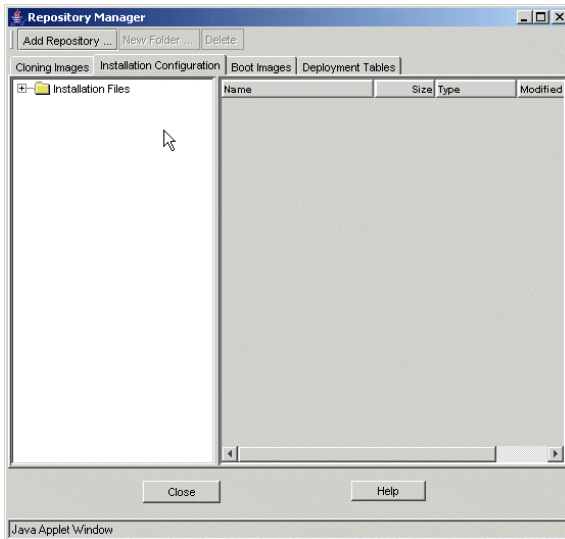 Repository Manager
Add Repository ... New Folder ... Delete
Cloning Images Installation Configuration Boot Images Deployment Tables
Installation Files
Name Size Type Modified
Close Help
Java Applet Window